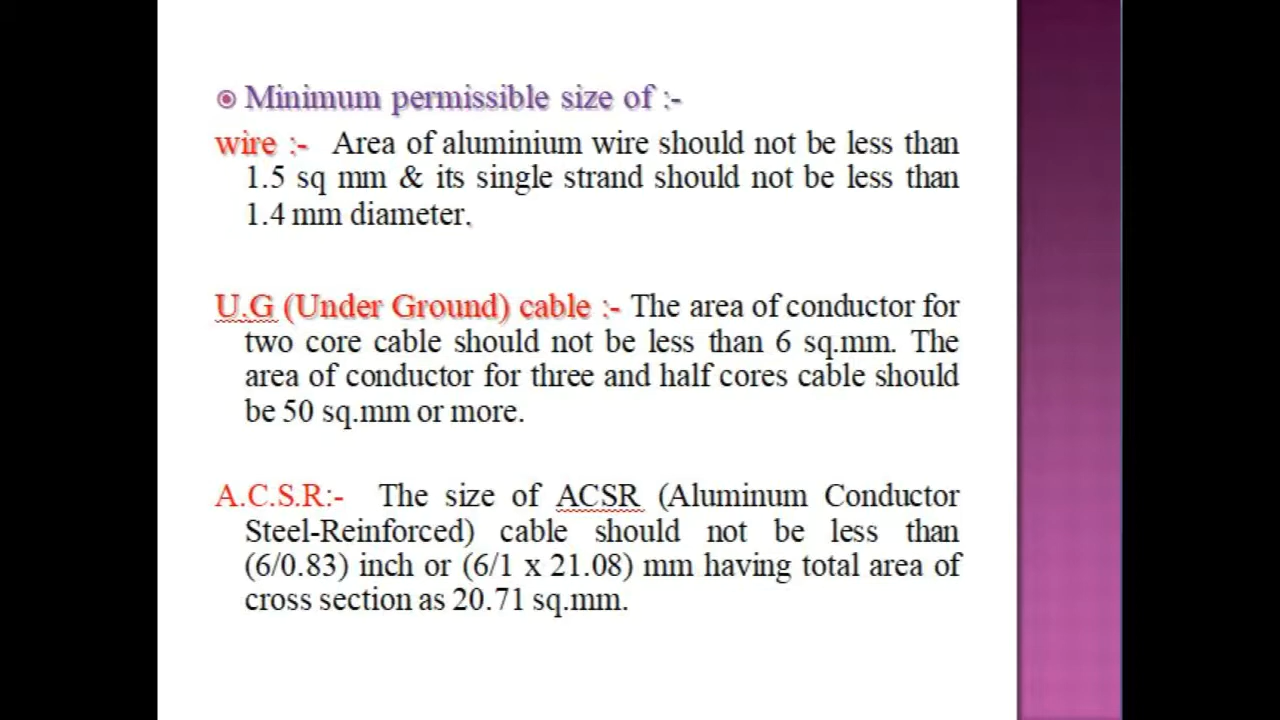 Minimum permissible size of :-
wire :- Area of aluminium wire should not be less than
1.5 sq mm & its single strand should not be less than
1.4 mm diameter.
U.G (Under Ground) cable :- The area of conductor for
two core cable should not be less than 6 sq.mm. The
area of conductor for three and half cores cable should
be 50 sq.mm or more.
A.C.S.R:- The size of ACSR (Aluminum Conductor
Steel-Reinforced) cable should not be less than
(6/0.83) inch or (6/1 x 21.08) mm having total area of
cross section as 20.71 sq.mm.